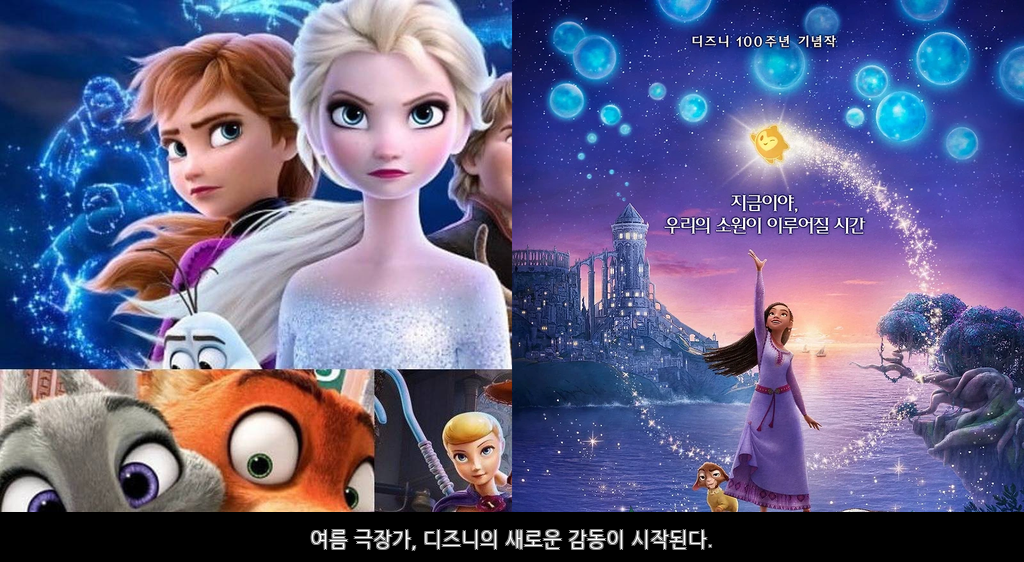 디즈니 100주년 기념작
지금이야,
우리의 소원이 이루어질 시간
여름 극장가, 디즈니의 새로운 감동이 시작된다.